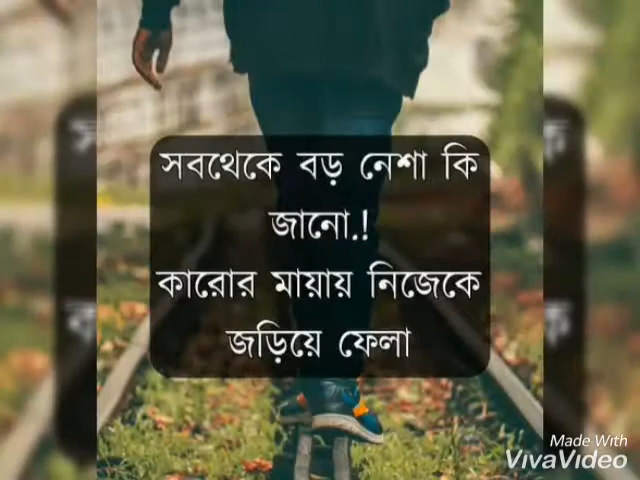 সবথেকে বড় নেশা কি
জানো.!
কারোর মায়ায় নিজেকে
জড়িয়ে ফেলা
Made With
VivaVideo